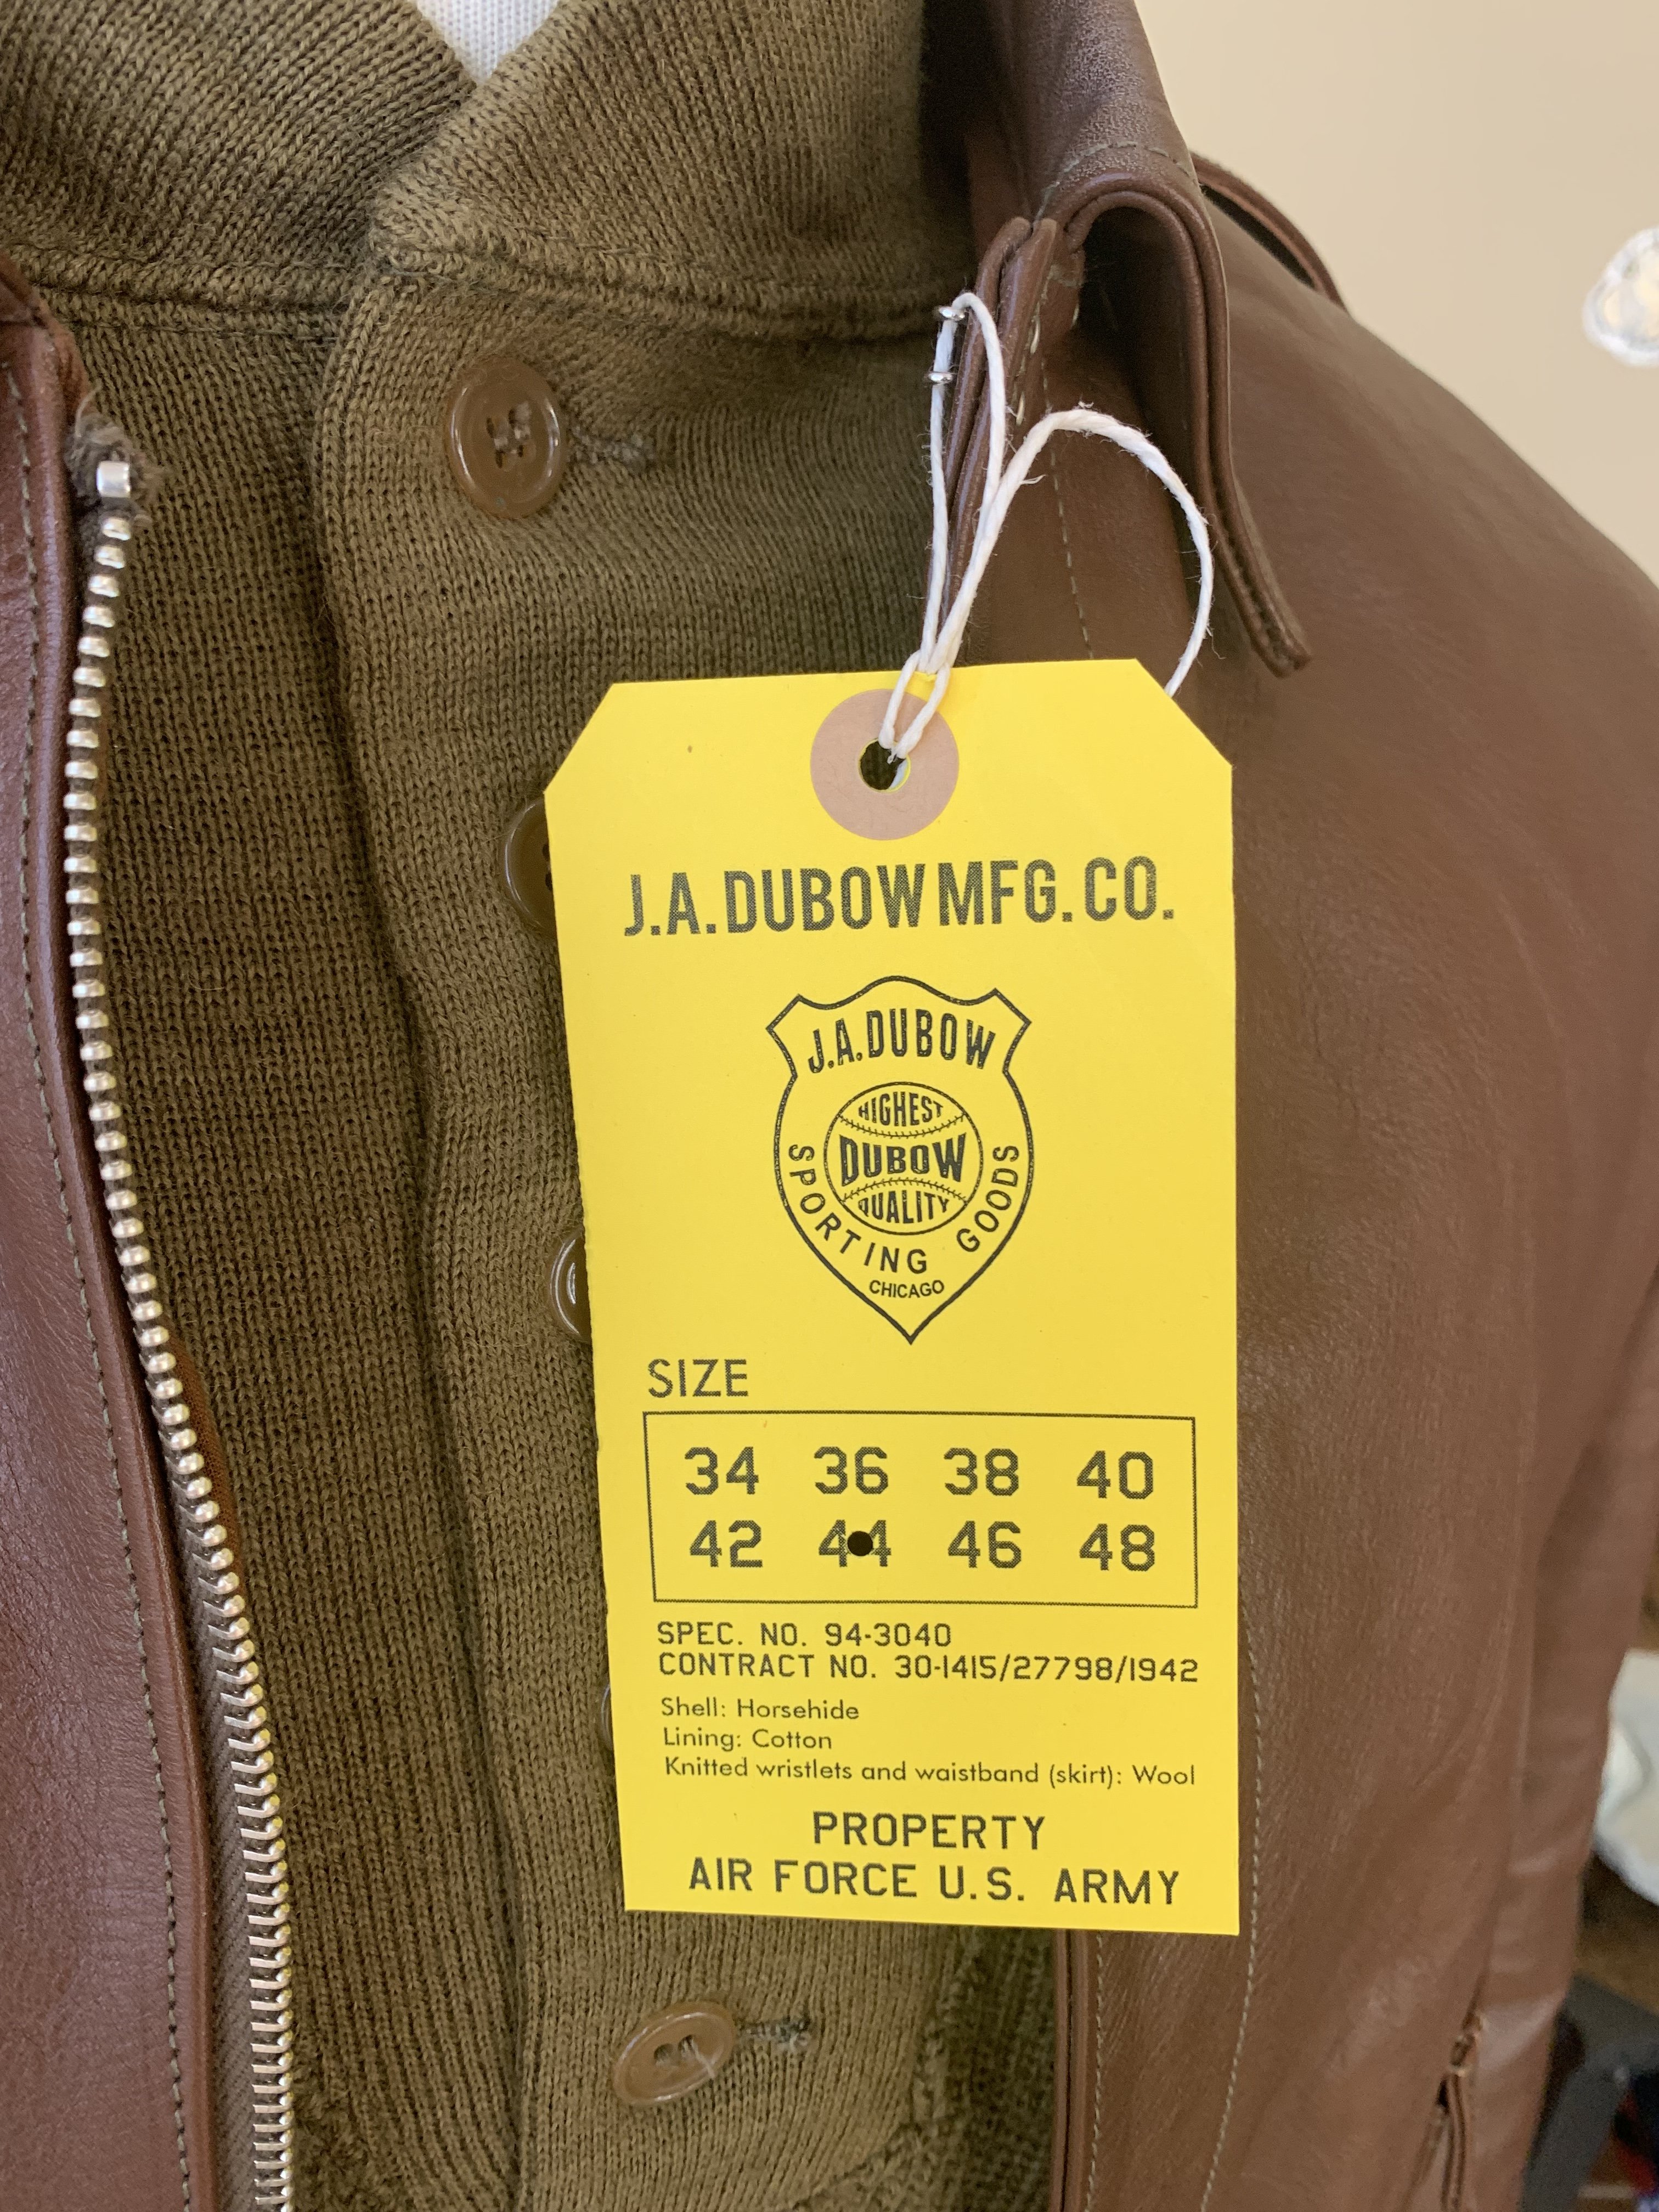 J.A. DUBOW MFG. CO.
J.A. DUBOW
HIGHEST
DUBOW
QUALITY
SPORTING GOODS
CHICAGO
SIZE
34 36 38 40
42 44 46 48
SPEC. NO. 94-3040
CONTRACT NO. 30-1415/27798/1942
Shell: Horsehide
Lining: Cotton
Knitted wristlets and waistband (skirt): Wool
PROPERTY
AIR FORCE U.S. ARMY